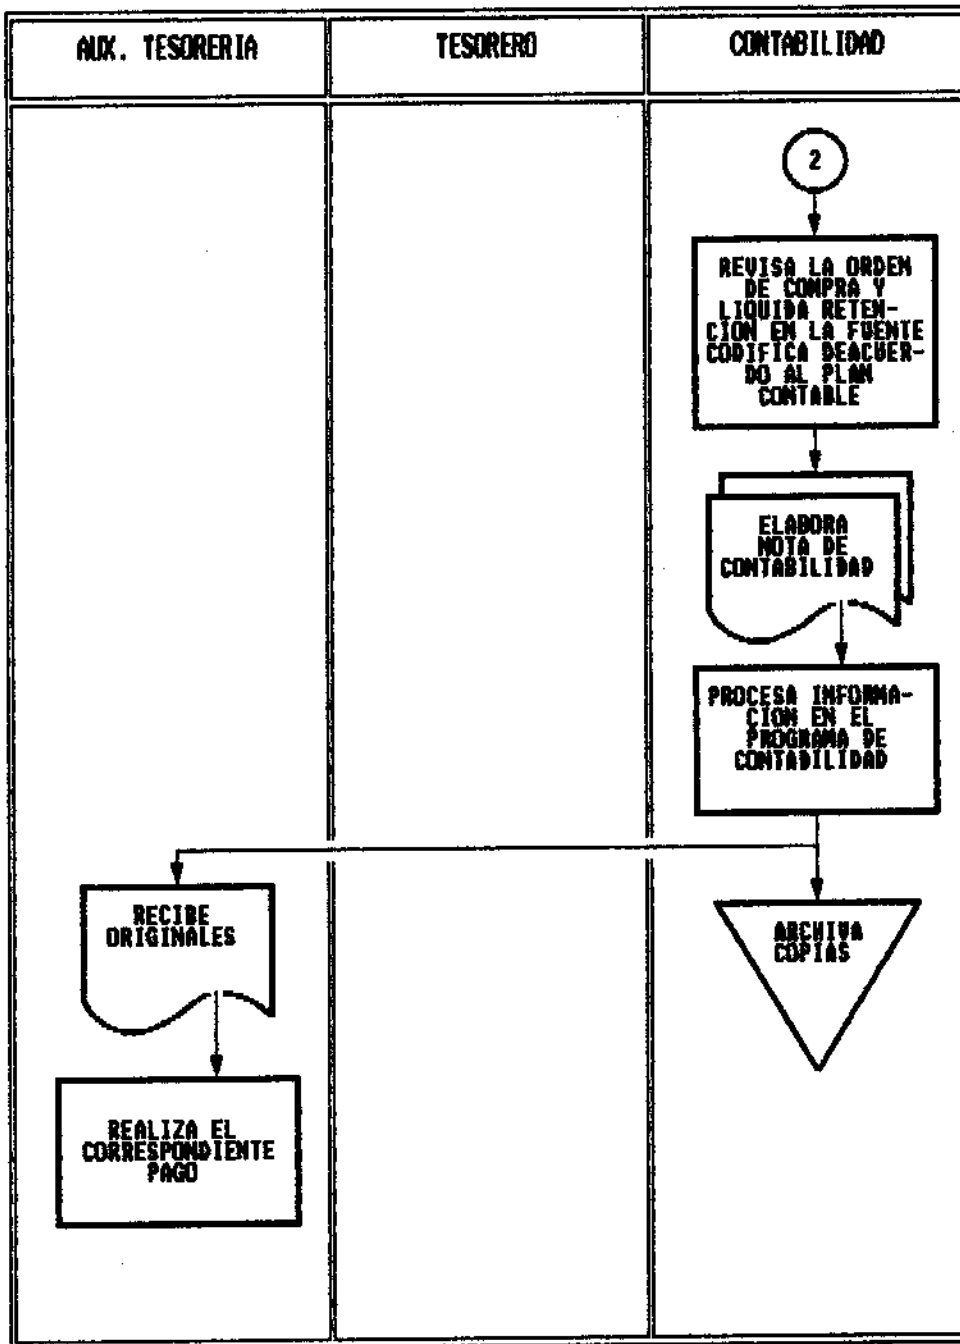 AUX. TESORERIA
TESORERO
CONTABILIDAD
2
REVISA LA ORDEN
DE COMPRA Y
LIQUIDA RETEN-
CION EN LA FUENTE
CODIFICA DEACUER-
DO AL PLAN
CONTABLE
ELABORA
NOTA DE
CONTABILIDAD
PROCESA INFORMA-
CION EN EL
PROGRAMA DE
CONTABILIDAD
RECIBE
ORIGINALES
ARCHIVA
COPIAS
REALIZA EL
CORRESPONDIENTE
PAGO